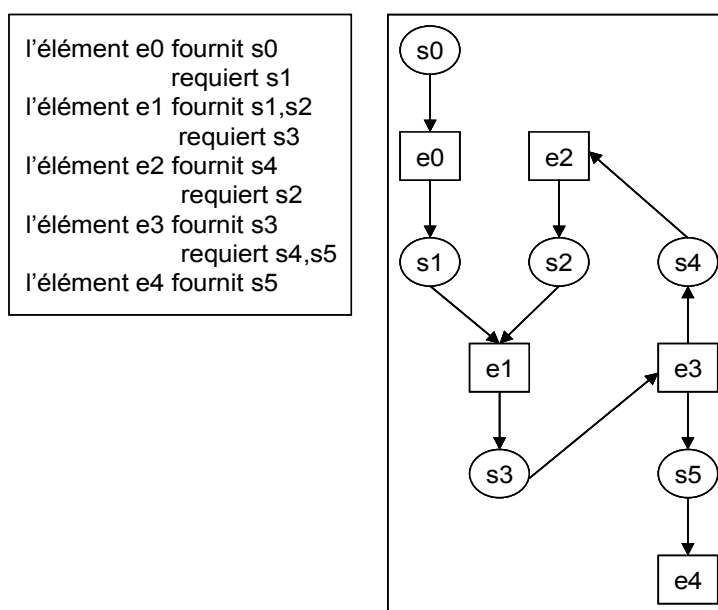 l'élément e0 fournit s0
requiert s1
l'élément e1 fournit s1,s2
requiert s3
l'élément e2 fournit s4
requiert s2
l'élément e3 fournit s3
requiert s4,s5
l'élément e4 fournit s5
s0
e0
e2
s1
s2
s4
e1
e3
s3
s5
e4